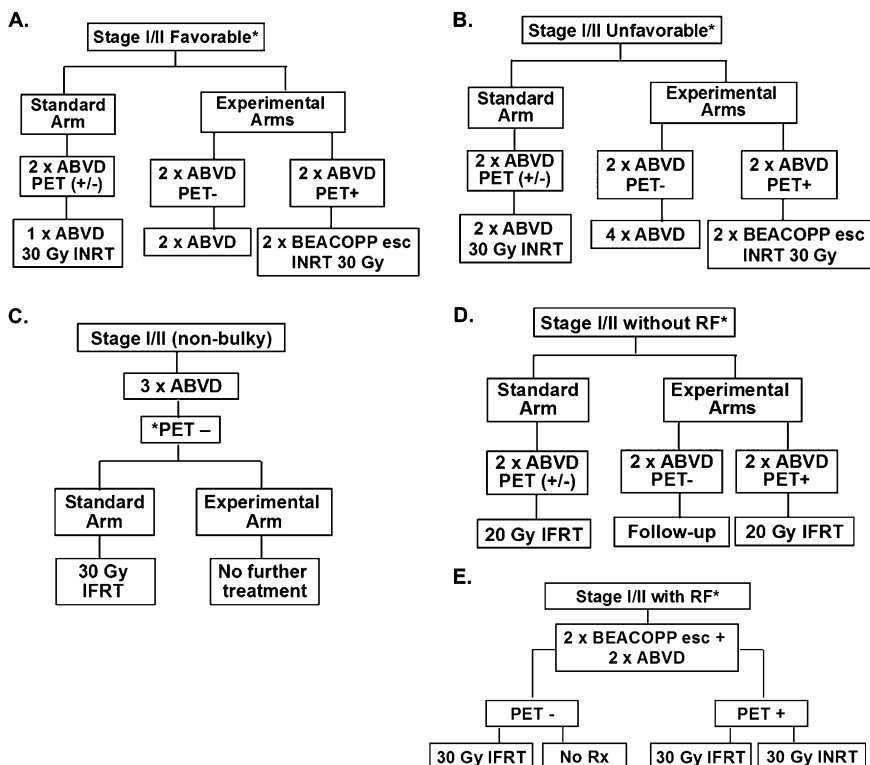 A.
Stage I/II Favorable*
Standard
Arm
Experimental
Arms
2 x ABVD
PET (+/-)
2 x ABVD
PET-
2 x ABVD
PET+
1 x ABVD
30 Gy INRT
2 x ABVD
2 x BEACOPP esc
INRT 30 Gy
B.
Stage I/II Unfavorable*
Standard
Arm
Experimental
Arms
2 x ABVD
PET (+/-)
2 x ABVD
PET-
2 x ABVD
PET+
2 x ABVD
30 Gy INRT
4 x ABVD
2 x BEACOPP esc
INRT 30 Gy
C.
Stage I/II (non-bulky)
3 x ABVD
*PET –
Standard
Arm
Experimental
Arm
30 Gy
IFRT
No further
treatment
D.
Stage I/II without RF*
Standard
Arm
Experimental
Arms
2 x ABVD
PET (+/-)
2 x ABVD
PET-
2 x ABVD
PET+
20 Gy IFRT
Follow-up
20 Gy IFRT
E.
Stage I/II with RF*
2 x BEACOPP esc +
2 x ABVD
PET -
PET +
30 Gy IFRT
No Rx
30 Gy IFRT
30 Gy INRT